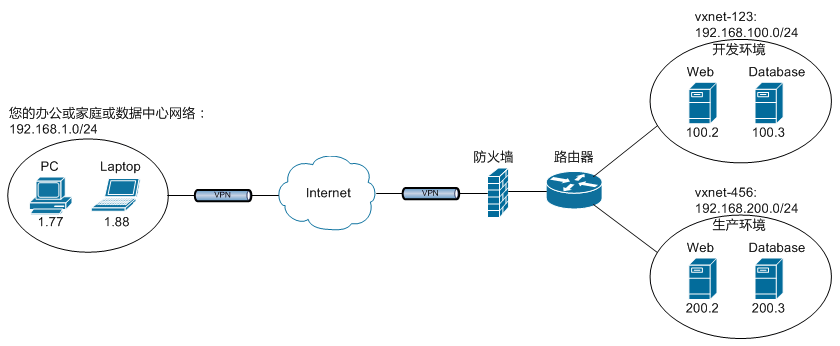 您的办公或家庭或数据中心网络：
192.168.1.0/24
PC
Laptop
1.77
1.88
VPN
Internet
VPN
防火墙
路由器
vxnet-123:
192.168.100.0/24
开发环境
Web
Database
100.2
100.3
vxnet-456:
192.168.200.0/24
生产环境
Web
Database
200.2
200.3